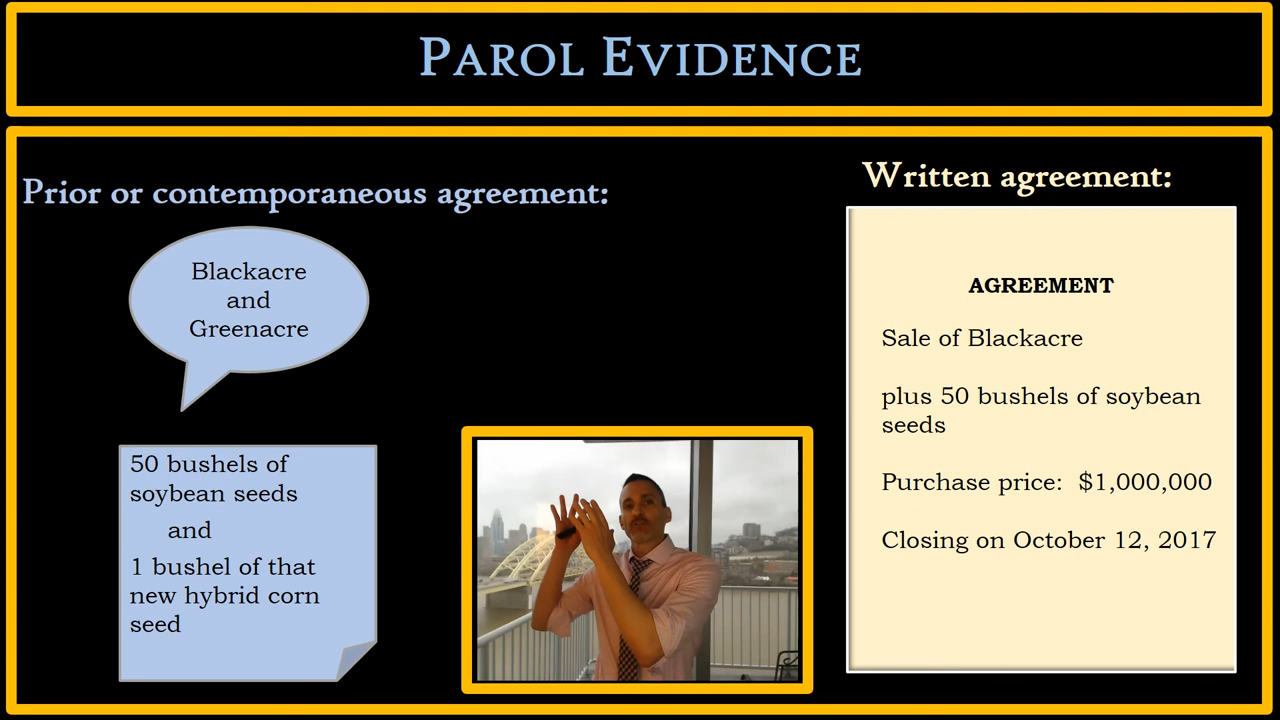 PAROL EVIDENCE
Prior or contemporaneous agreement:
Blackacre
and
Greenacre
50 bushels of
soybean seeds
and
1 bushel of that
new hybrid corn
seed
Written agreement:
AGREEMENT
Sale of Blackacre
plus 50 bushels of soybean
seeds
Purchase price: $1,000,000
Closing on October 12, 2017